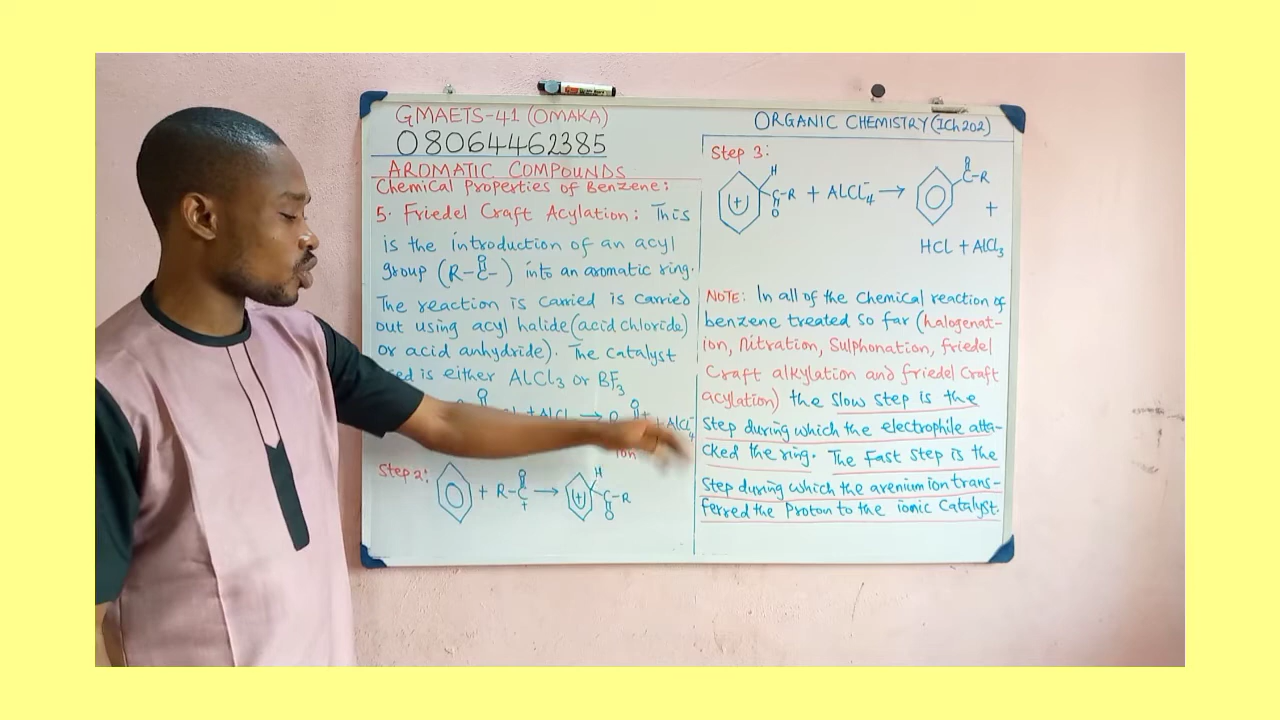 GMAETS-41 (OMAKA)
08064462385
AROMATIC COMPOUNDS
Chemical Properties of Benzene:
5. Friedel Craft Acylation: This
is the introduction of an acyl
group (R-C-) into an aromatic ring.
O
The reaction is carried is carried
out using acyl halide (acid chloride)
or acid anhydride). The Catalyst
is either AlCl3 or BF3
O
O
+ AlCl4-
ion
Step 2:
+ R-C → H
O
+
C-R
O
ORGANIC CHEMISTRY (ICh202)
Step 3:
H
C-R + AlCl4- → C-R
O
O
+
HCl + AlCl3
NOTE: In all of the Chemical reaction of
benzene treated so far (halogenat-
ion, Nitration, Sulphonation, friedel
Craft alkylation and friedel Craft
acylation) the Slow step is the
Step during which the electrophile atta-
cked the ring. The Fast step is the
Step during which the arenium ion trans-
ferred the Proton to the ionic Catalyst.